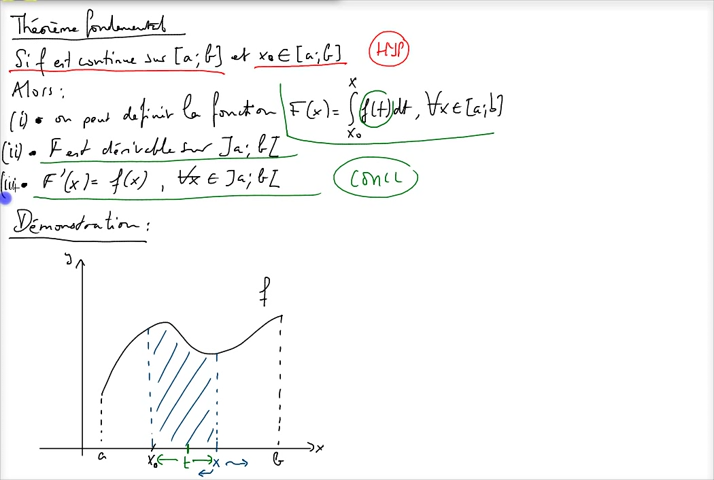 Théorème fondamental
Si f est continue sur [a;b] et x₀ ∈ [a;b] HYP
Alors:
(i) • on peut définir la fonction F(x) = ∫_{x₀}^{x} f(t)dt, ∀x ∈ [a;b]
(ii) • F est dérivable sur ]a;b[
(iii) • F'(x) = f(x), ∀x ∈ ]a;b[ CONCL
Démonstration:
y
f
a x₀ t x b x